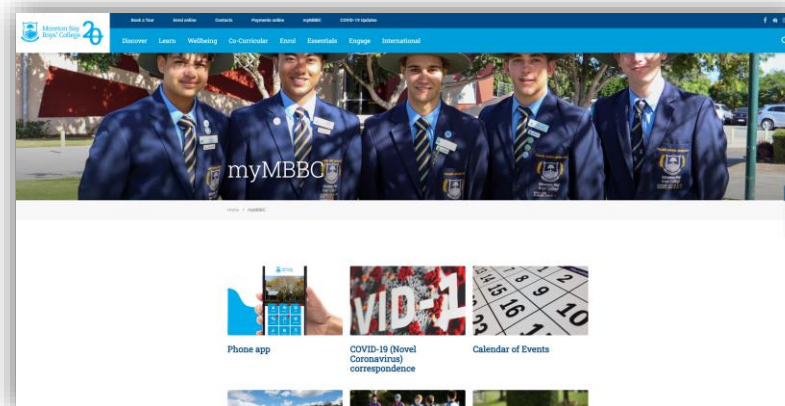 Moreton Bay
Boys' College 20
Book a Tour Enrol online Contacts Payments online myMBBC COVID-19 Updates
Discover Learn Wellbeing Co-Curricular Enrol Essentials Engage International
myMBBC
Home / myMBBC
VID-1
Phone app
COVID-19 (Novel
Coronavirus)
correspondence
Calendar of Events